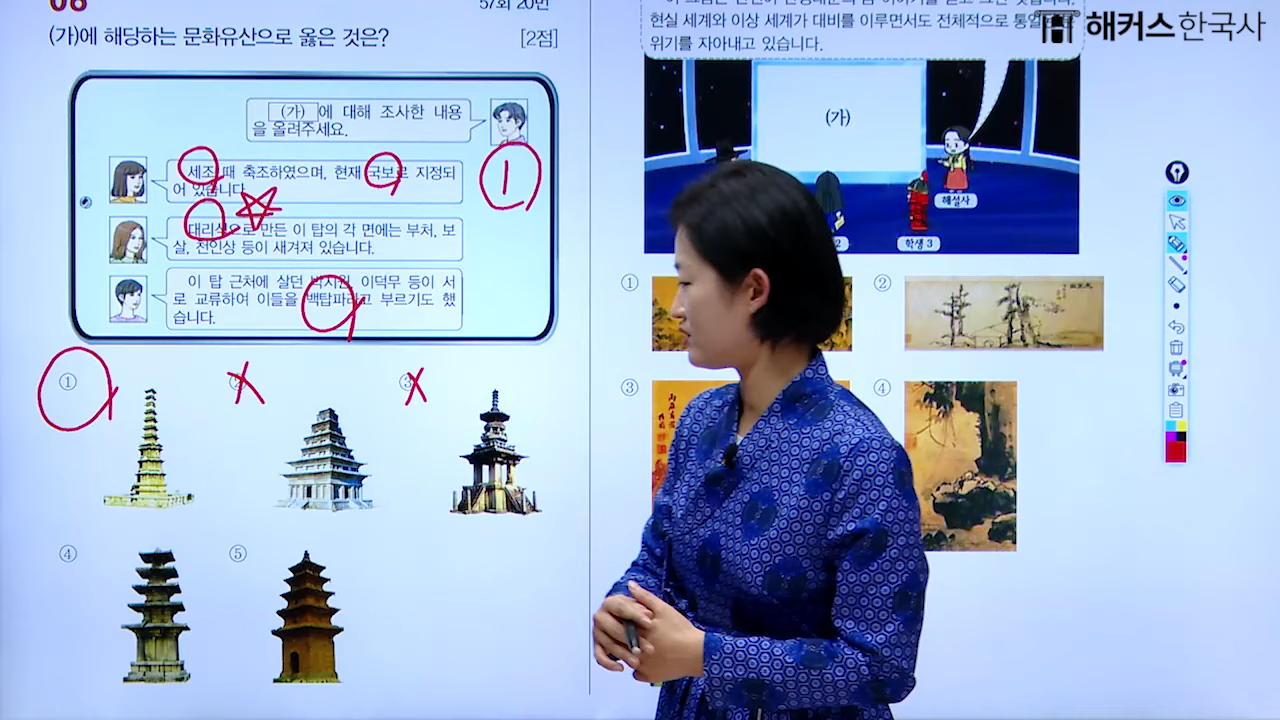 57회 20번
(가)에 해당하는 문화유산으로 옳은 것은?
[2점]
(가) 에 대해 조사한 내용
을 올려주세요.
세조 때 축조하였으며, 현재 국보로 지정되
어 있습니다.
대리석으로 만든 이 탑의 각 면에는 부처, 보
살, 천인상 등이 새겨져 있습니다.
이 탑 근처에 살던 박지원, 이덕무 등이 서
로 교류하여 이들을 백탑파라고 부르기도 했
습니다.
①
②
③
④
⑤
현실 세계와 이상 세계가 대비를 이루면서도 전체적으로
위기를 자아내고 있습니다.
해커스한국사
(가)
해설사
2
학생 3
①
②
③
④